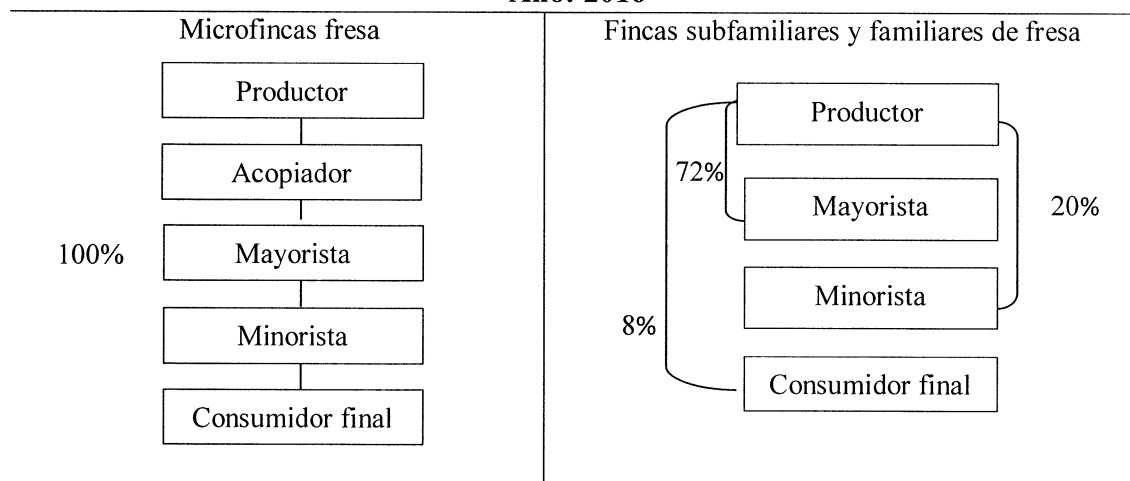 Microfincas fresa
Productor
Acopiador
100%
Mayorista
Minorista
Consumidor final
Fincas subfamiliares y familiares de fresa
Productor
72%
Mayorista
20%
Minorista
8%
Consumidor final